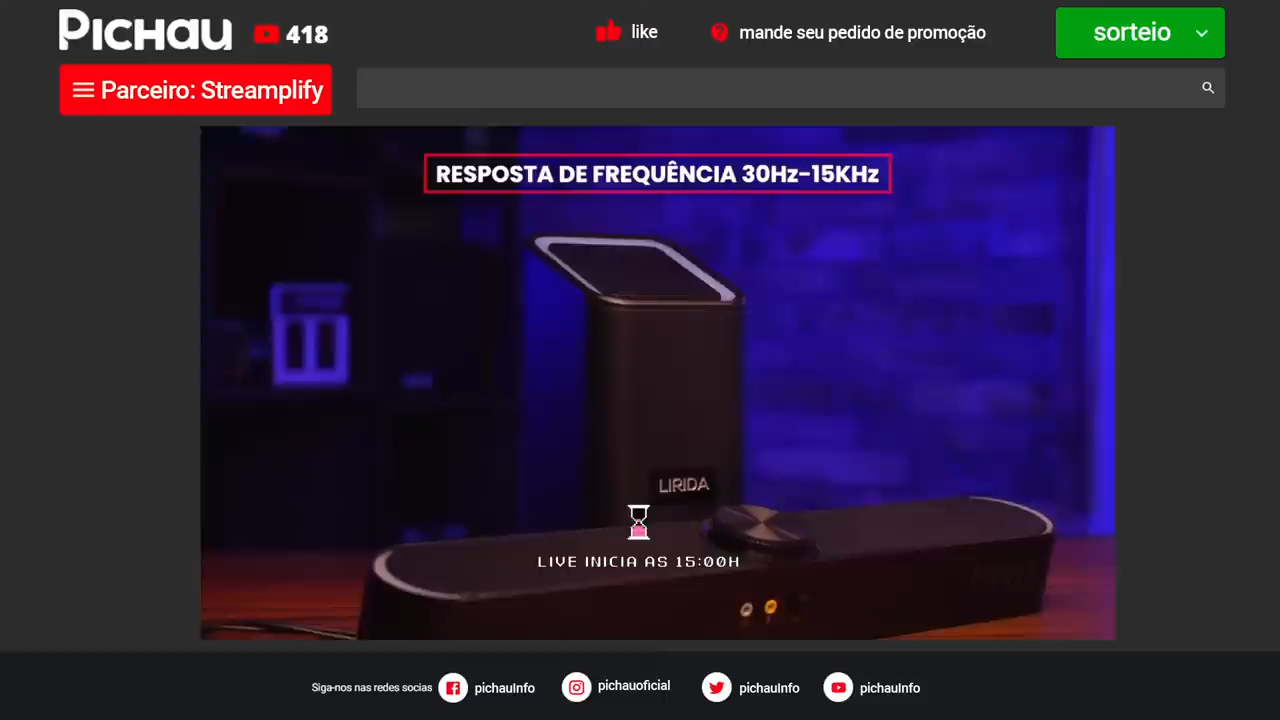 PICHAU
418
like
mande seu pedido de promoção
sorteio
Parceiro: Streamplify
RESPOSTA DE FREQUÊNCIA 30Hz-15KHz
LIRIDA
LIVE INICIA AS 15:00H
Siga-nos nas redes socias
pichauInfo
pichauoficial
pichauInfo
pichauInfo